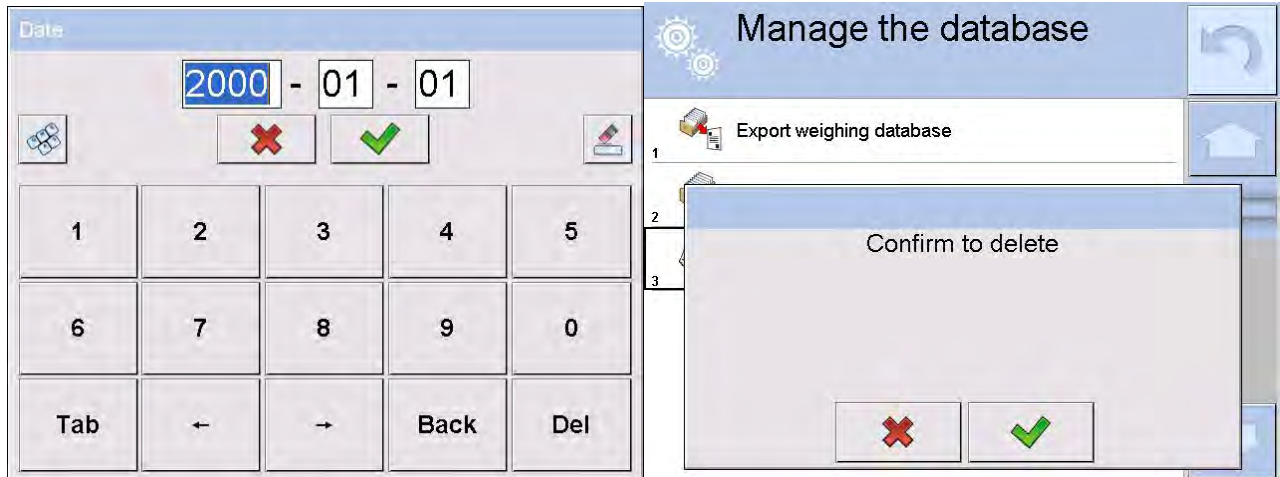 Date
2000 - 01 - 01
1 2 3 4 5
6 7 8 9 0
Tab ← → Back Del
Manage the database
1 Export weighing database
2
3
Confirm to delete